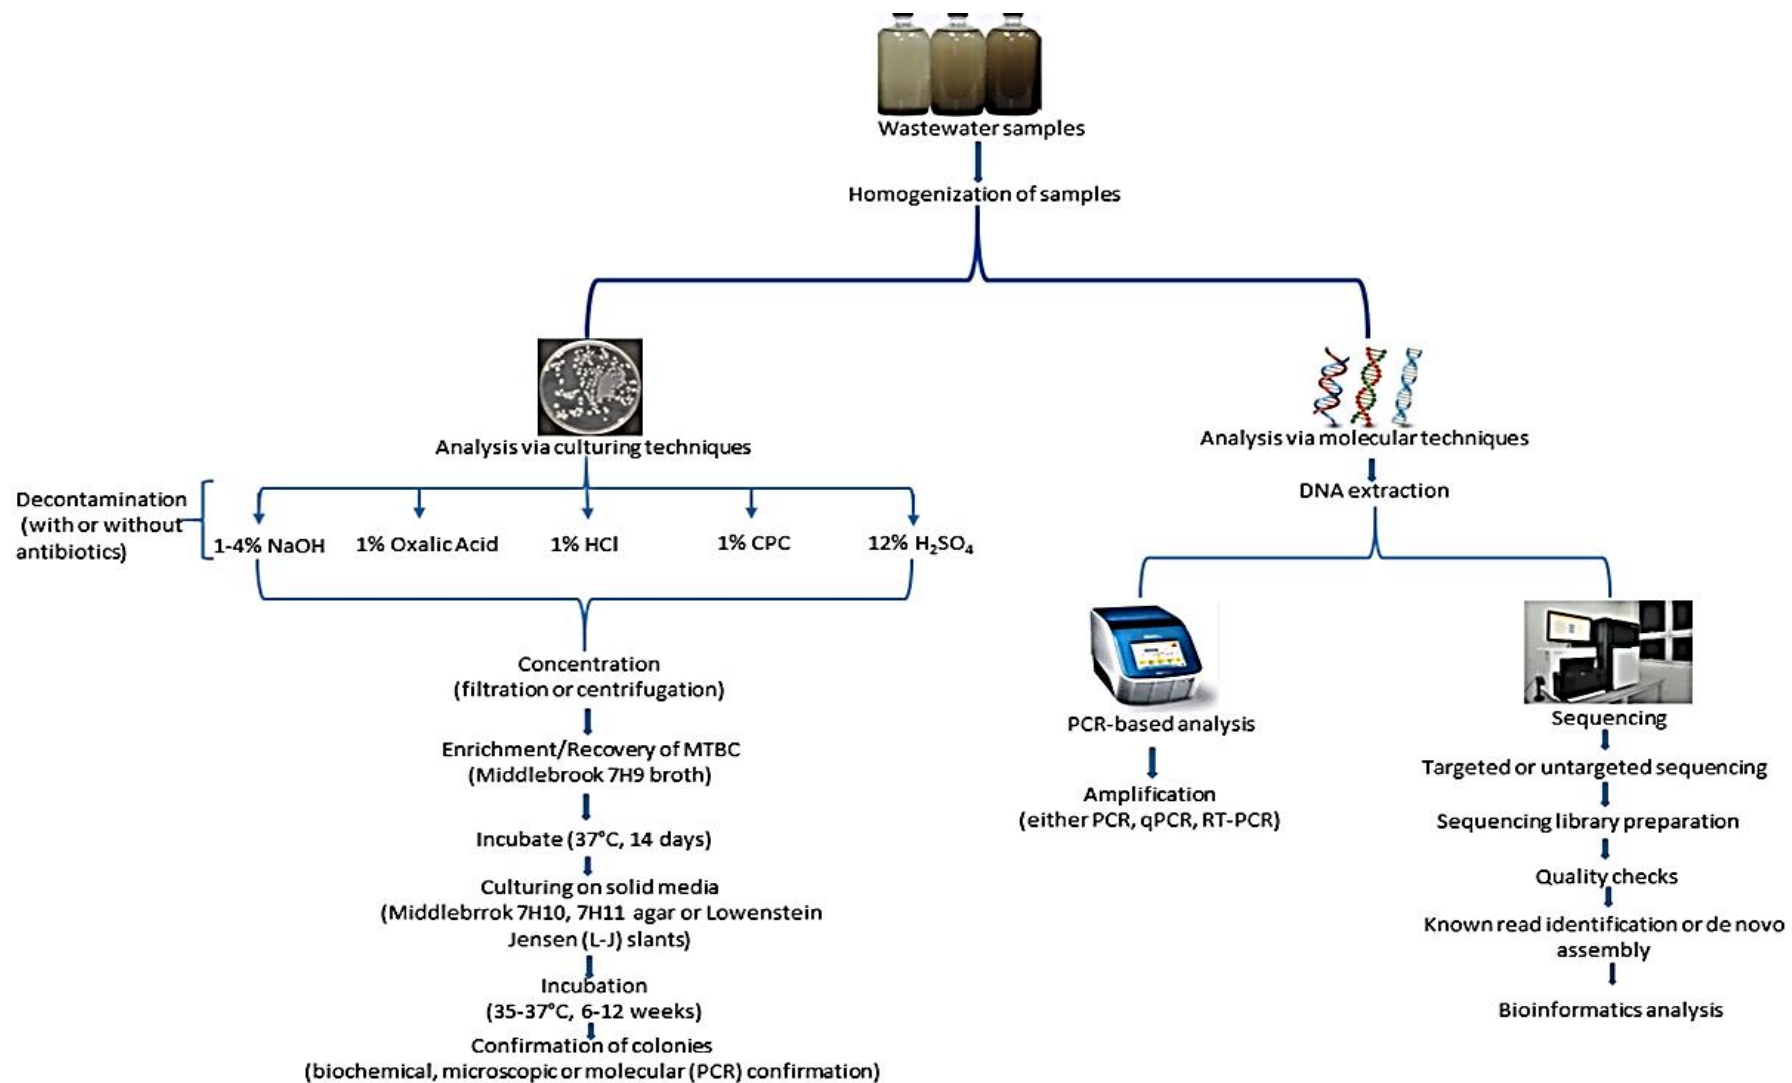 Wastewater samples
Homogenization of samples
Analysis via culturing techniques
Decontamination
(with or without
antibiotics)
1-4% NaOH
1% Oxalic Acid
1% HCl
1% CPC
12% H₂SO₄
Concentration
(filtration or centrifugation)
Enrichment/Recovery of MTBC
(Middlebrook 7H9 broth)
Incubate (37°C, 14 days)
Culturing on solid media
(Middlebrrok 7H10, 7H11 agar or Lowenstein
Jensen (L-J) slants)
Incubation
(35-37°C, 6-12 weeks)
Confirmation of colonies
(biochemical, microscopic or molecular (PCR) confirmation)
Analysis via molecular techniques
DNA extraction
PCR-based analysis
Amplification
(either PCR, qPCR, RT-PCR)
Sequencing
Targeted or untargeted sequencing
Sequencing library preparation
Quality checks
Known read identification or de novo
assembly
Bioinformatics analysis